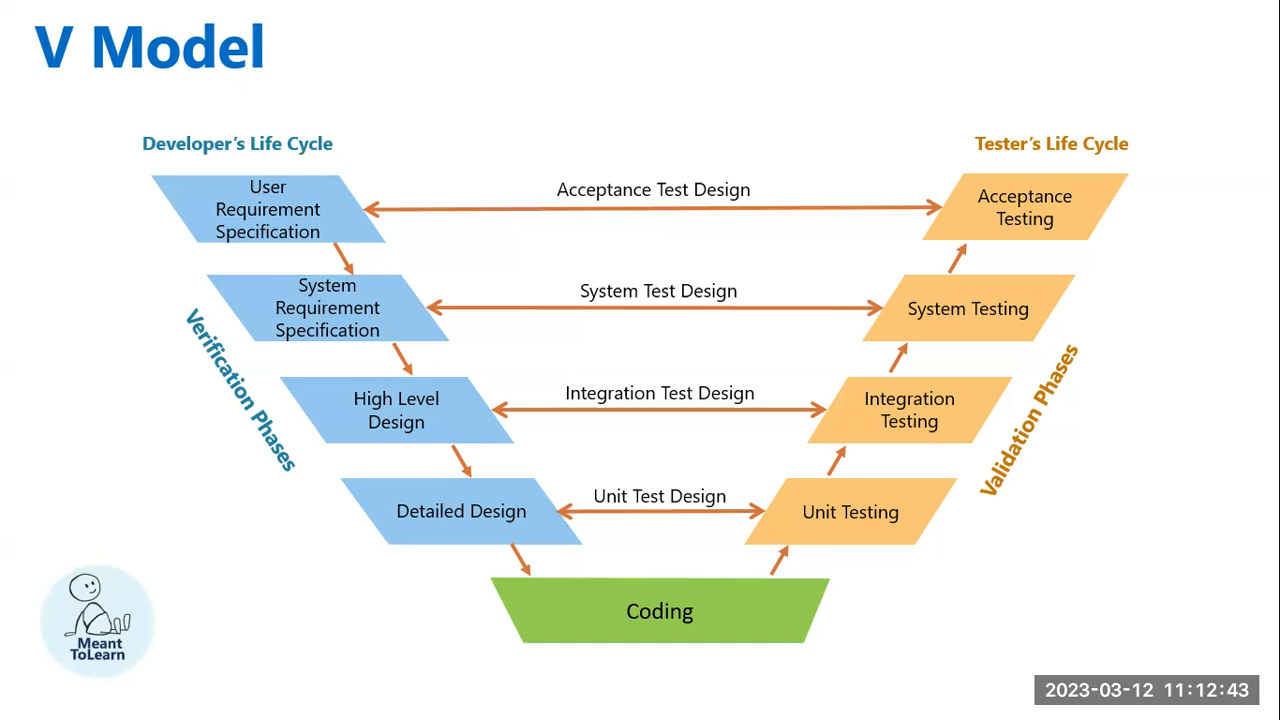 V Model
Developer's Life Cycle
Tester's Life Cycle
User
Requirement
Specification
Acceptance Test Design
Acceptance
Testing
System
Requirement
Specification
System Test Design
System Testing
Verification Phases
Validation Phases
High Level
Design
Integration Test Design
Integration
Testing
Detailed Design
Unit Test Design
Unit Testing
Coding
Meant
ToLearn
2023-03-12 11:12:43